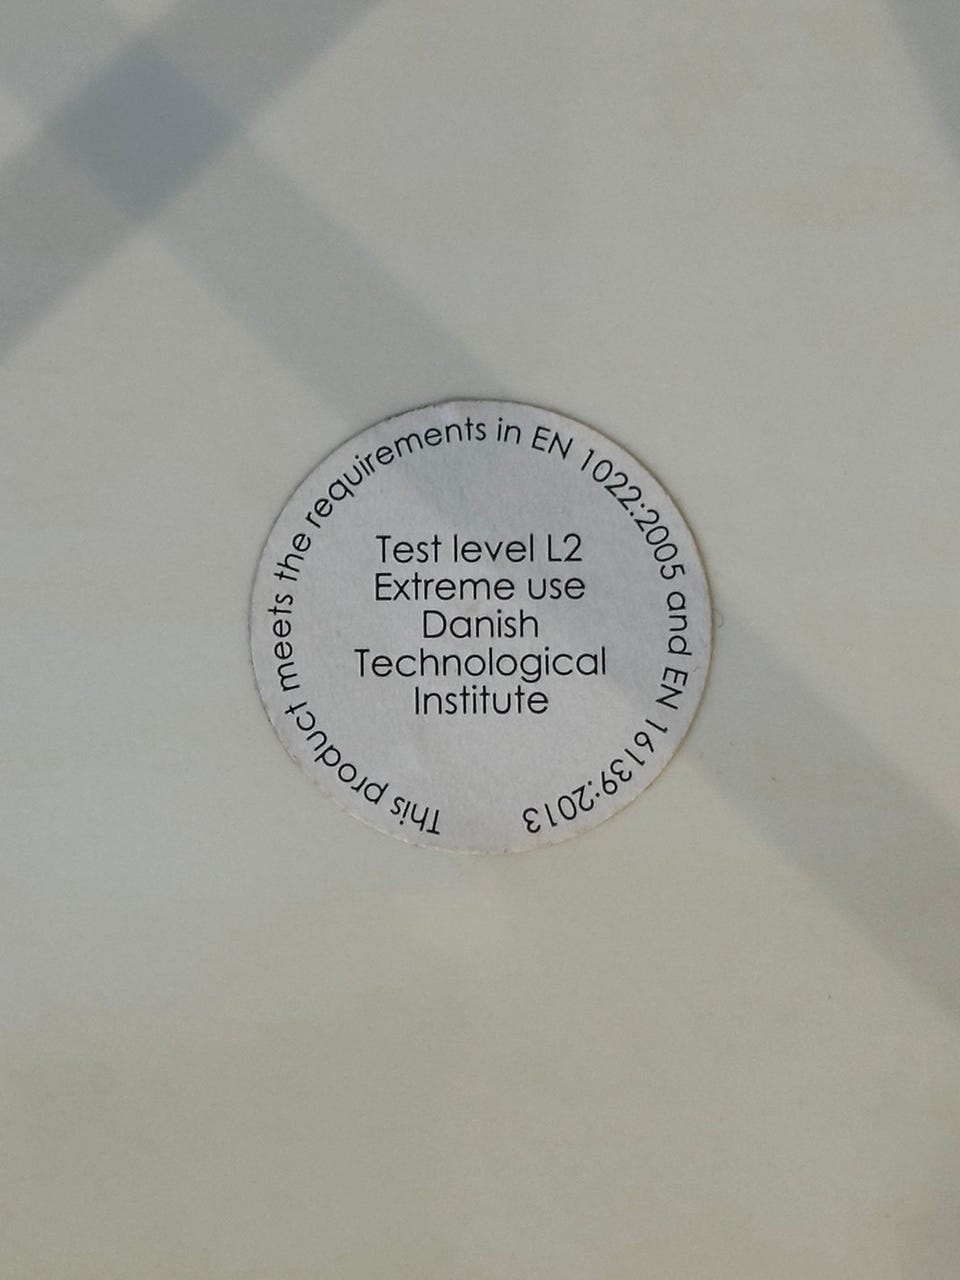 This product meets the requirements in EN 1022:2005 and EN 16139:2013
Test level L2
Extreme use
Danish
Technological
Institute